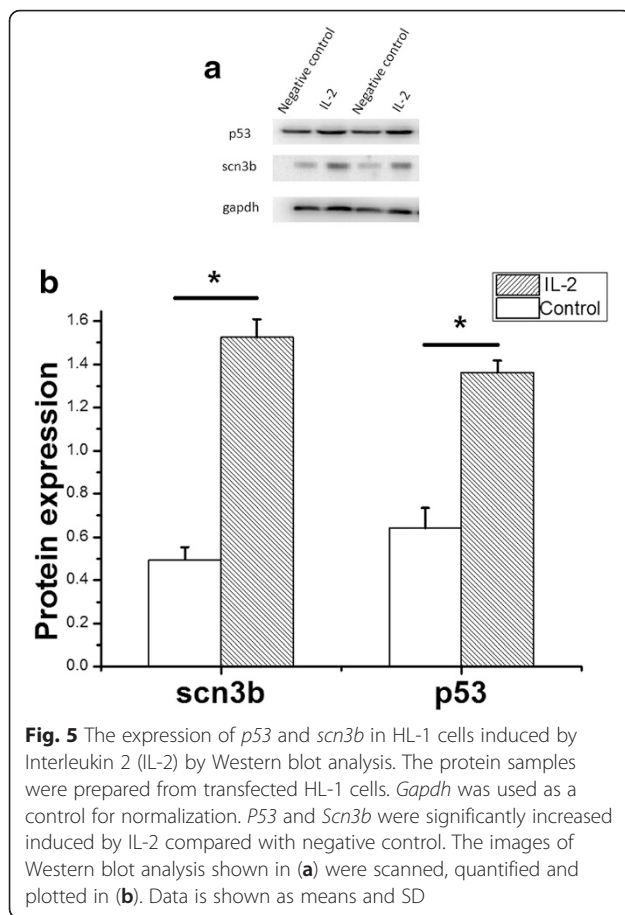 a
Negative control
IL-2
Negative control
IL-2
p53
scn3b
gapdh
b
*
*
IL-2
Control
Protein expression
1.6
1.4
1.2
1.0
0.8
0.6
0.4
0.2
0.0
scn3b
p53
Fig. 5 The expression of p53 and scn3b in HL-1 cells induced by
Interleukin 2 (IL-2) by Western blot analysis. The protein samples
were prepared from transfected HL-1 cells. Gapdh was used as a
control for normalization. P53 and Scn3b were significantly increased
induced by IL-2 compared with negative control. The images of
Western blot analysis shown in (a) were scanned, quantified and
plotted in (b). Data is shown as means and SD